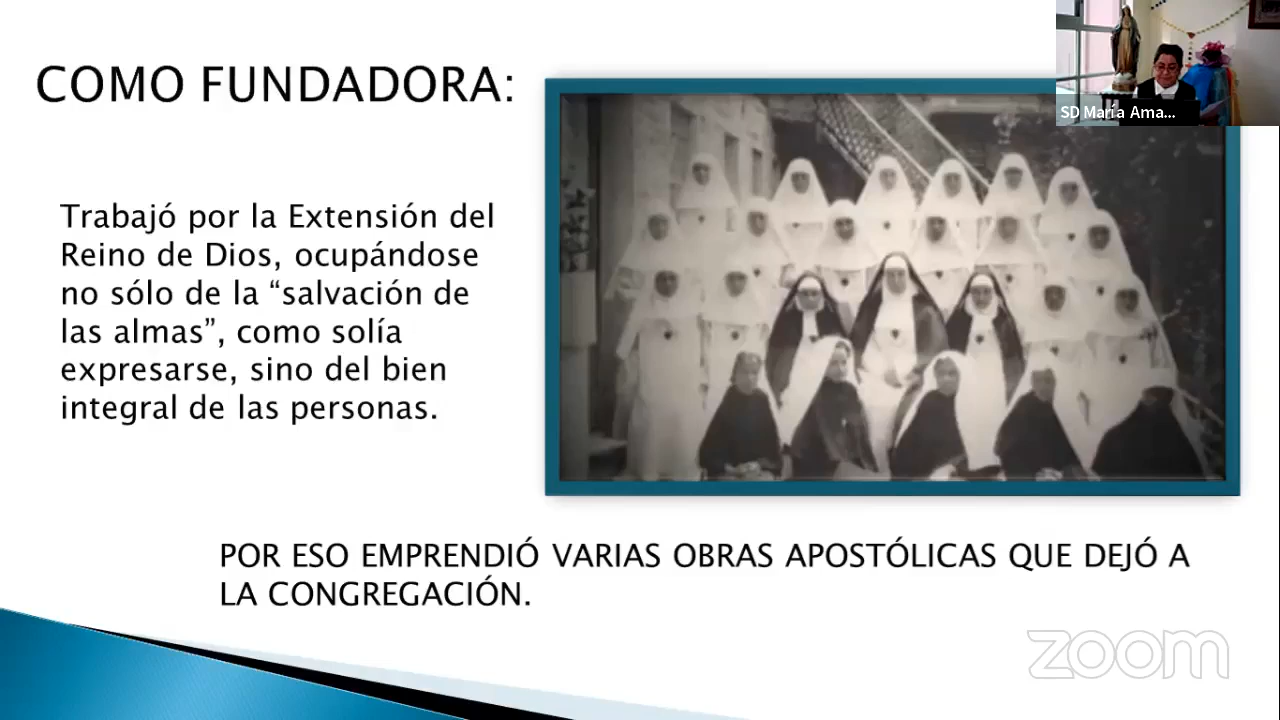 COMO FUNDADORA:
SD María Ama...
Trabajó por la Extensión del
Reino de Dios, ocupándose
no sólo de la “salvación de
las almas”, como solía
expresarse, sino del bien
integral de las personas.
POR ESO EMPRENDIÓ VARIAS OBRAS APOSTÓLICAS QUE DEJÓ A
LA CONGREGACIÓN.
zoom